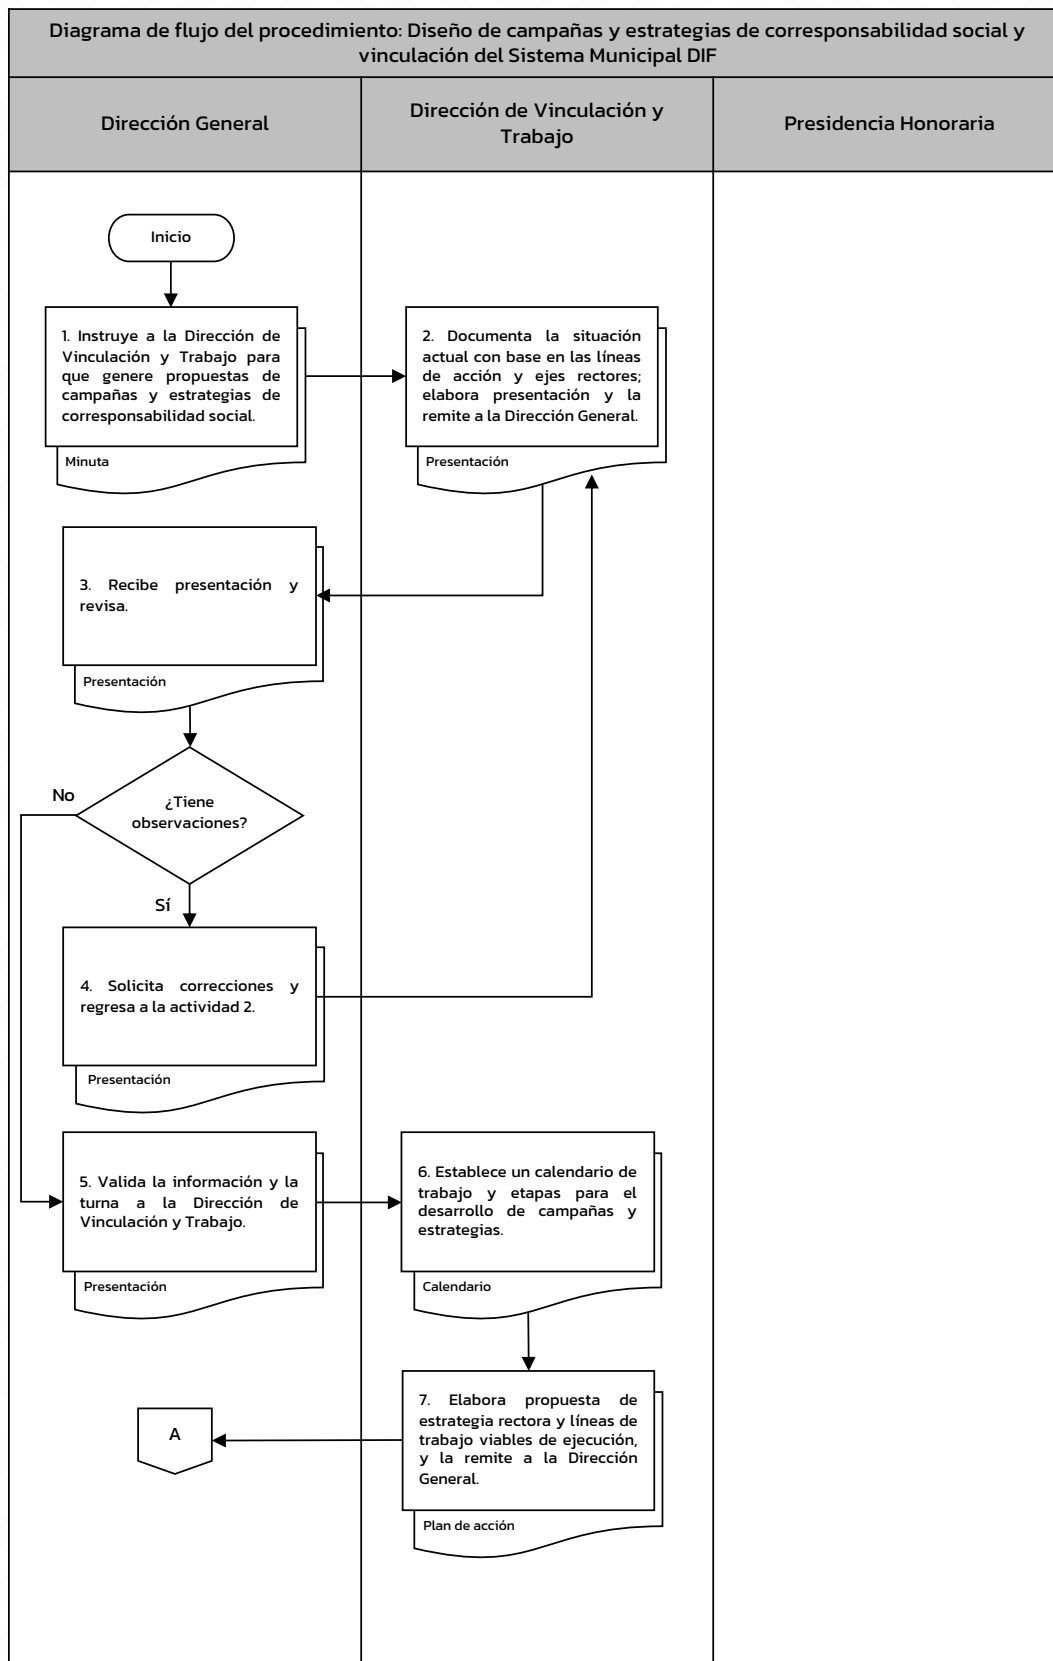 Diagrama de flujo del procedimiento: Diseño de campañas y estrategias de corresponsabilidad social y
vinculación del Sistema Municipal DIF
Dirección General
Dirección de Vinculación y
Trabajo
Presidencia Honoraria
Inicio
1. Instruye a la Dirección de
Vinculación y Trabajo para
que genere propuestas de
campañas y estrategias de
corresponsabilidad social.
Minuta
2. Documenta la situación
actual con base en las líneas
de acción y ejes rectores;
elabora presentación y la
remite a la Dirección General.
Presentación
3. Recibe presentación y
revisa.
Presentación
¿Tiene
observaciones?
No
Sí
4. Solicita correcciones y
regresa a la actividad 2.
Presentación
5. Valida la información y la
turna a la Dirección de
Vinculación y Trabajo.
Presentación
6. Establece un calendario de
trabajo y etapas para el
desarrollo de campañas y
estrategias.
Calendario
7. Elabora propuesta de
estrategia rectora y líneas de
trabajo viables de ejecución,
y la remite a la Dirección
General.
Plan de acción
A